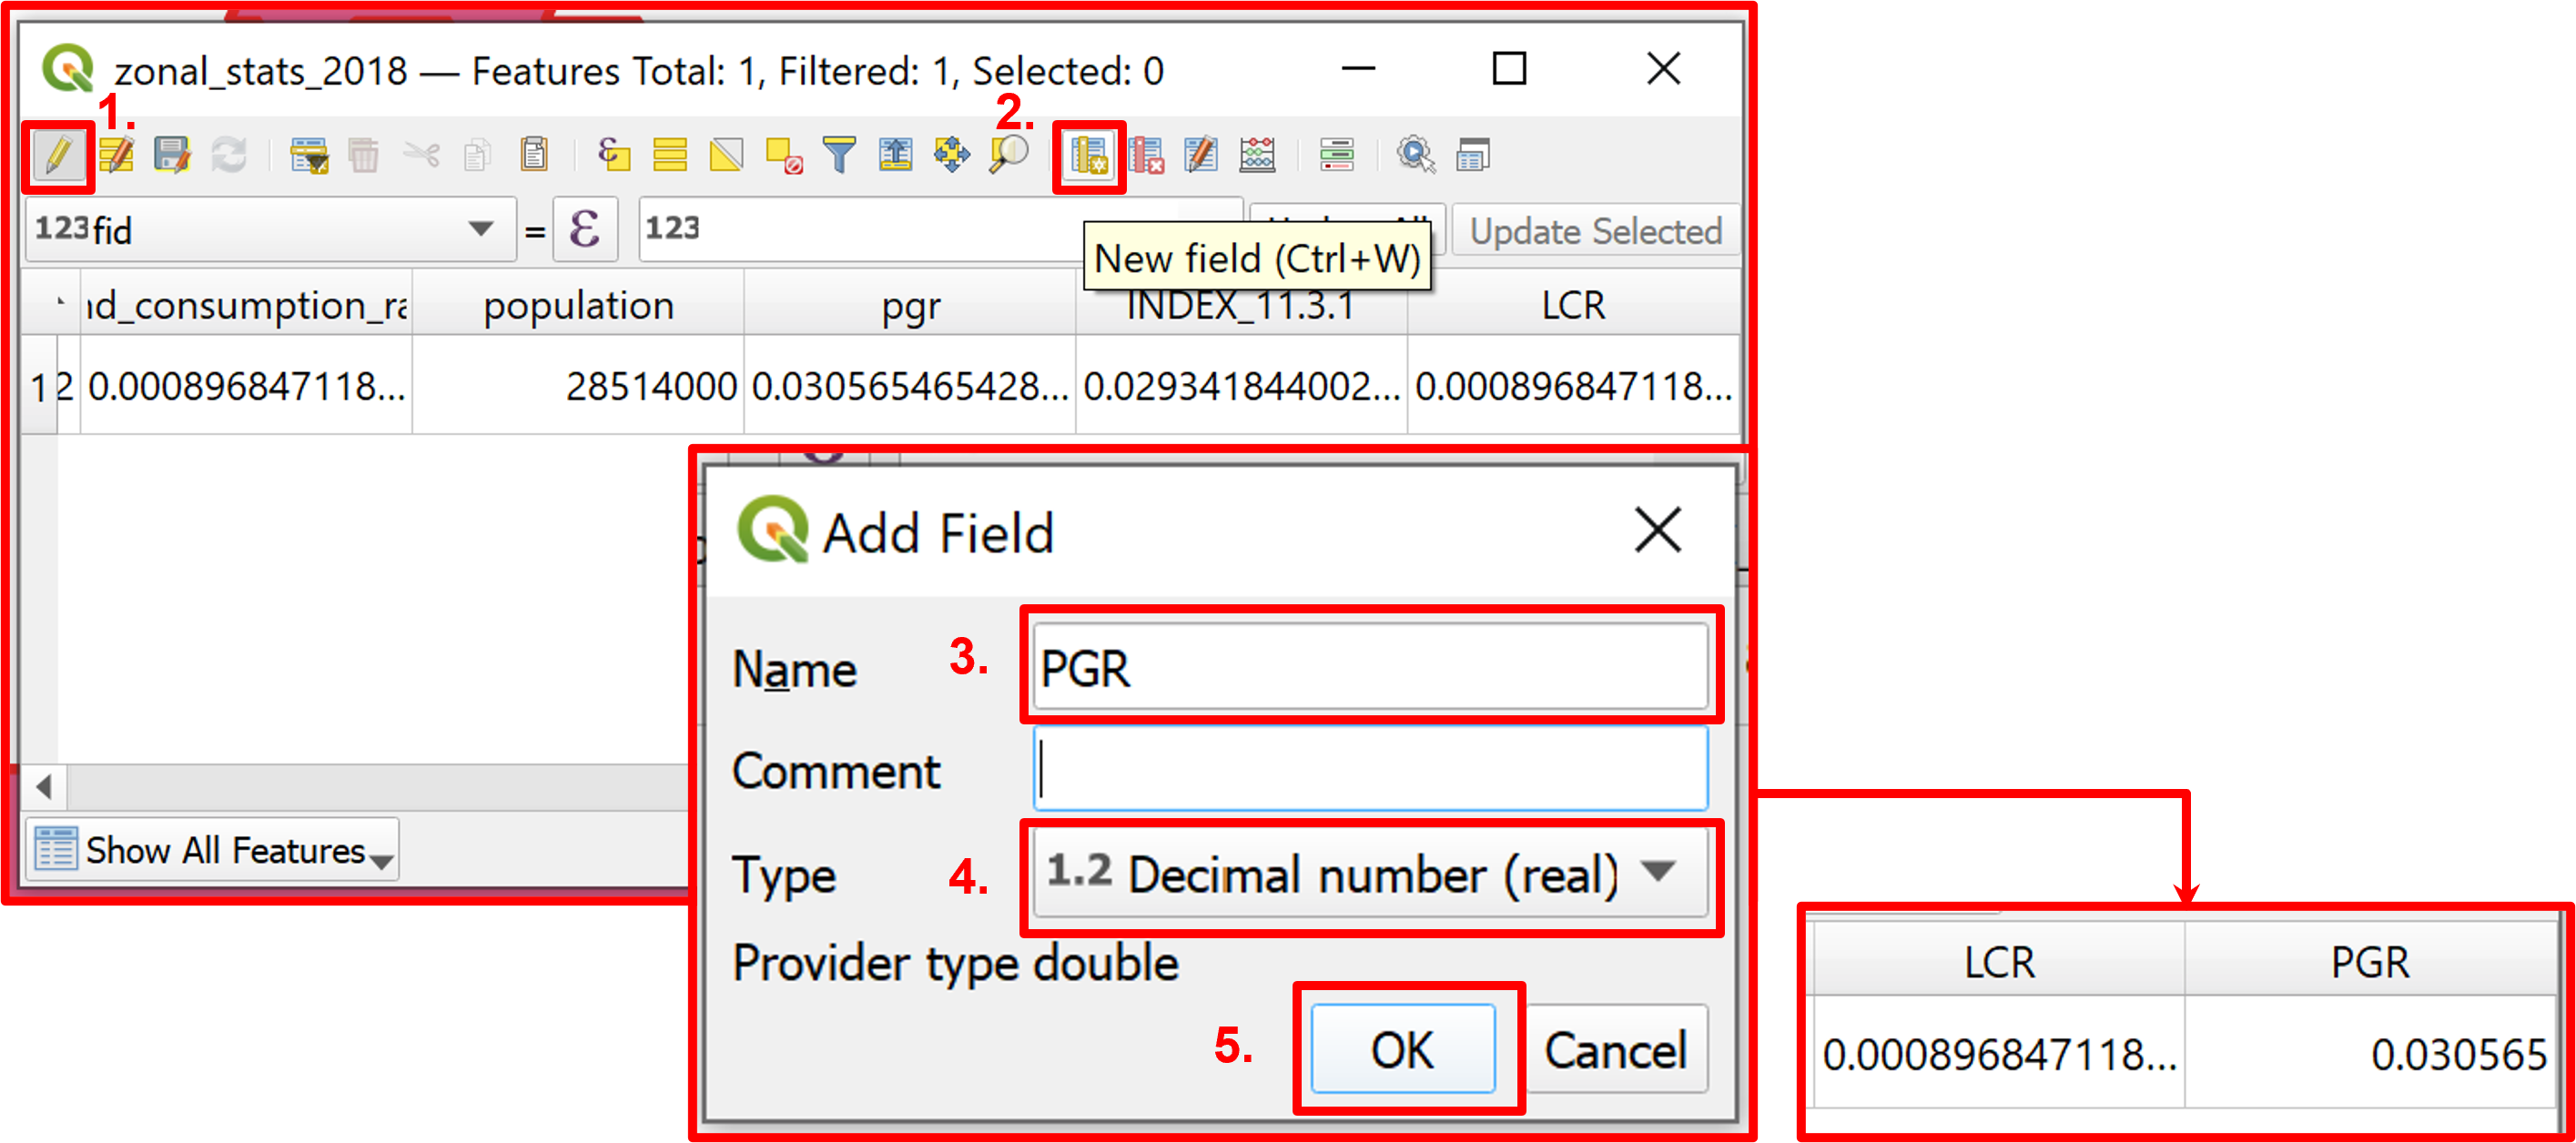 zonal_stats_2018 — Features Total: 1, Filtered: 1, Selected: 0
1.
2.
123 fid
=
ε
123
Update Selected
New field (Ctrl+W)
nd_consumption_ra
population
pgr
INDEX_11.3.1
LCR
1
2
0.000896847118...
28514000
0.030565465428...
0.029341844002...
0.000896847118...
Add Field
Name
3.
PGR
Comment
Type
4.
1.2 Decimal number (real)
Provider type double
5.
OK
Cancel
Show All Features
LCR
PGR
0.000896847118...
0.030565